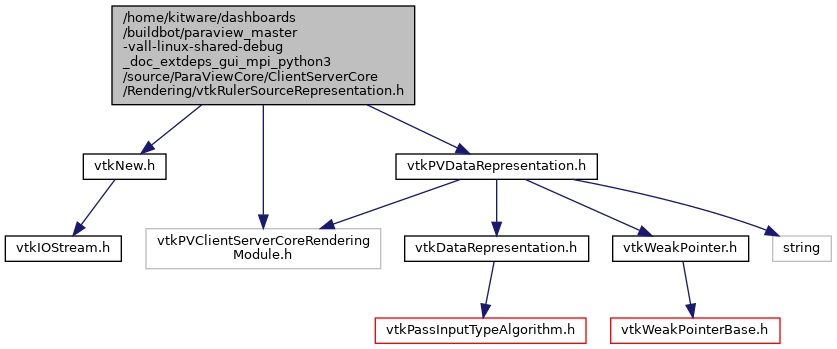 /home/kitware/dashboards
/buildbot/paraview_master
-vall-linux-shared-debug
_doc_extdeps_gui_mpi_python3
/source/ParaViewCore/ClientServerCore
/Rendering/vtkRulerSourceRepresentation.h
vtkNew.h
vtkPVDataRepresentation.h
vtkIOStream.h
vtkPVClientServerCoreRendering
Module.h
vtkDataRepresentation.h
vtkWeakPointer.h
string
vtkPassInputTypeAlgorithm.h
vtkWeakPointerBase.h